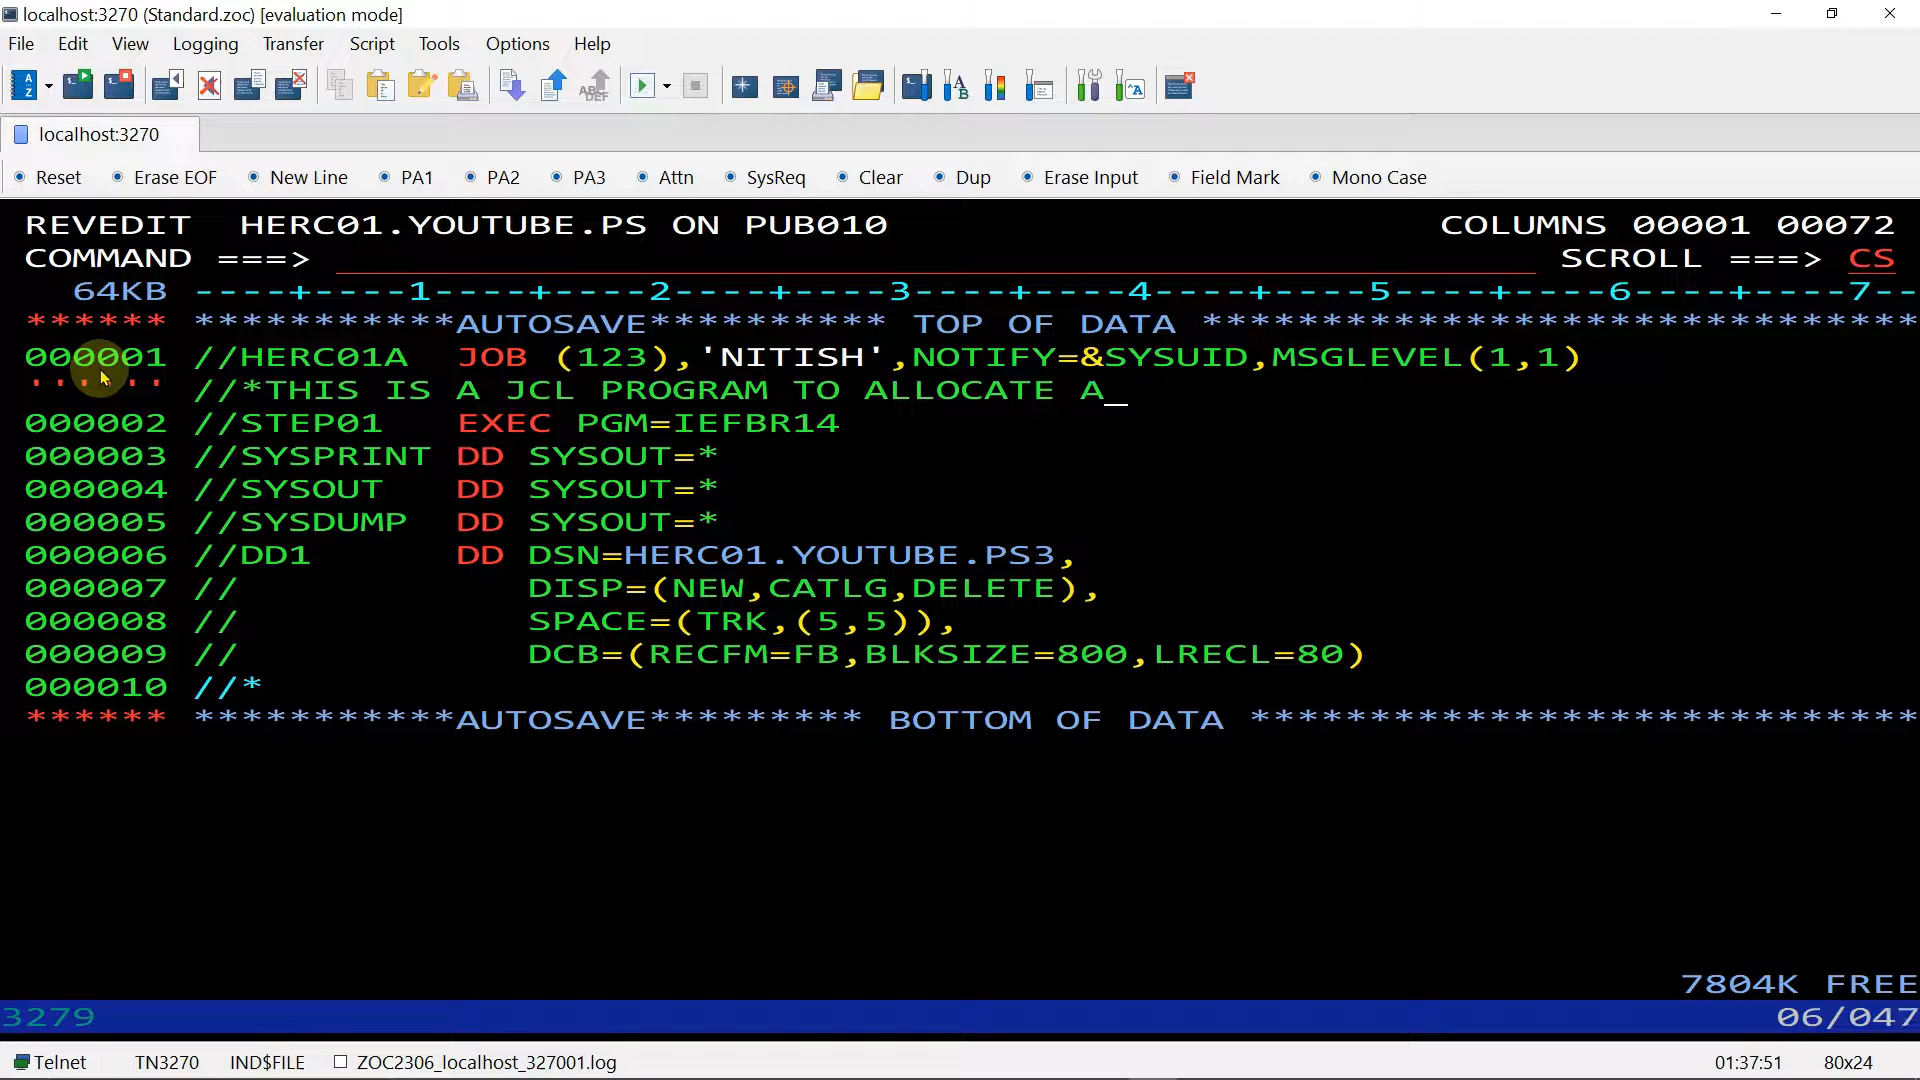 localhost:3270 (Standard.zoc) [evaluation mode]
File Edit View Logging Transfer Script Tools Options Help
localhost:3270
Reset Erase EOF New Line PA1 PA2 PA3 Attn SysReq Clear Dup Erase Input Field Mark Mono Case
REVEDIT  HERC01.YOUTUBE.PS ON PUB010 COLUMNS 00001 00072
COMMAND ===> SCROLL ===> CS
64KB ----+----1----+----2----+----3----+----4----+----5----+----6----+----7--
****** ***********AUTOSAVE********** TOP OF DATA ******************************
000001 //HERC01A  JOB (123),'NITISH',NOTIFY=&SYSUID,MSGLEVEL(1,1)
'''''' //*THIS IS A JCL PROGRAM TO ALLOCATE A_
000002 //STEP01   EXEC PGM=IEFBR14
000003 //SYSPRINT DD SYSOUT=*
000004 //SYSOUT   DD SYSOUT=*
000005 //SYSDUMP  DD SYSOUT=*
000006 //DD1      DD DSN=HERC01.YOUTUBE.PS3,
000007 //            DISP=(NEW,CATLG,DELETE),
000008 //            SPACE=(TRK,(5,5)),
000009 //            DCB=(RECFM=FB,BLKSIZE=800,LRECL=80)
000010 //*
****** ***********AUTOSAVE********* BOTTOM OF DATA ****************************
7804K FREE
3279 06/047
Telnet TN3270 IND$FILE ZOC2306_localhost_327001.log 01:37:51 80x24